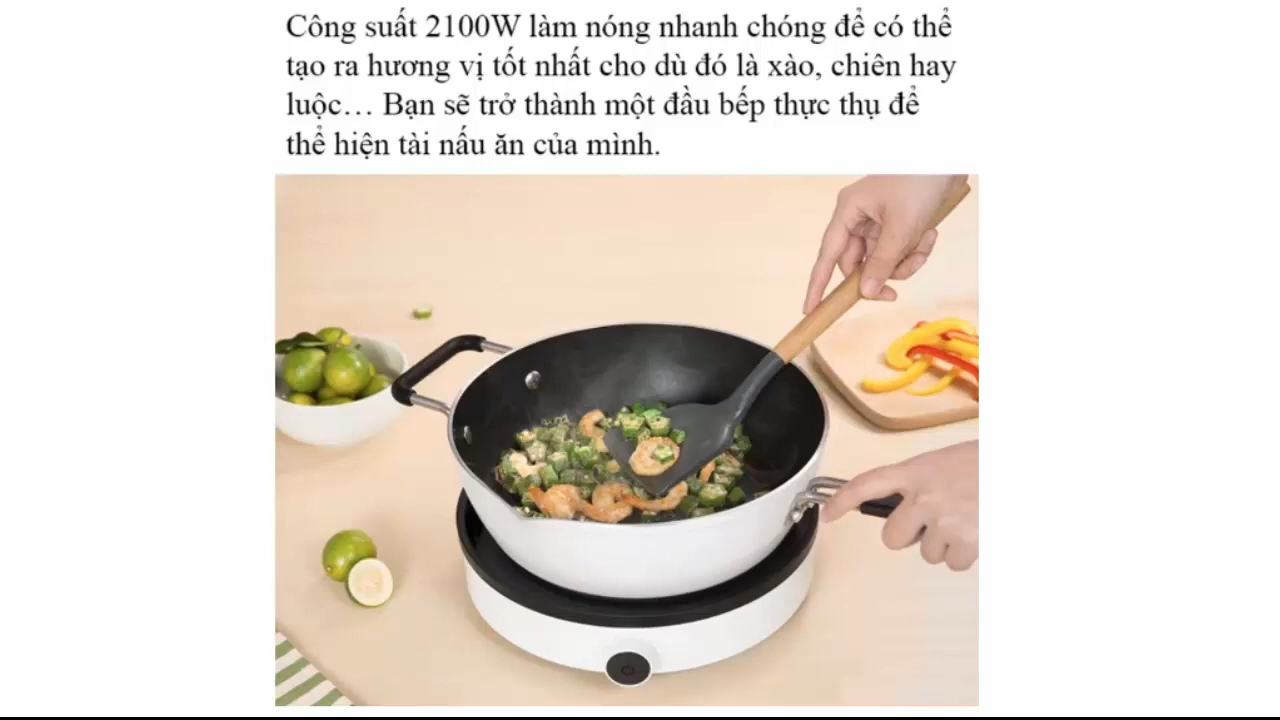 Công suất 2100W làm nóng nhanh chóng để có thể
tạo ra hương vị tốt nhất cho dù đó là xào, chiên hay
luộc… Bạn sẽ trở thành một đầu bếp thực thụ để
thể hiện tài nấu ăn của mình.